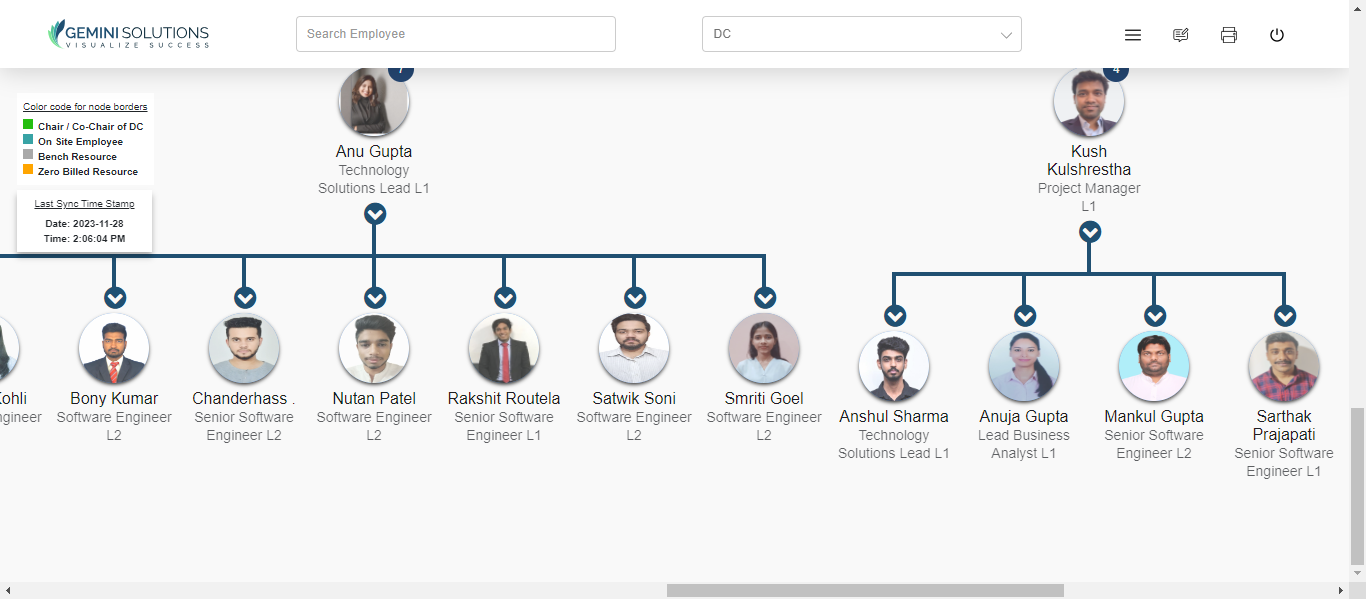 GEMINI SOLUTIONS
VISUALIZE SUCCESS
Search Employee
DC
7
4
Color code for node borders
Chair / Co-Chair of DC
On Site Employee
Bench Resource
Zero Billed Resource
Last Sync Time Stamp
Date: 2023-11-28
Time: 2:06:04 PM
Anu Gupta
Technology
Solutions Lead L1
Kush
Kulshrestha
Project Manager
L1
ohli
gineer
Bony Kumar
Software Engineer
L2
Chanderhass .
Senior Software
Engineer L2
Nutan Patel
Software Engineer
L2
Rakshit Routela
Senior Software
Engineer L1
Satwik Soni
Software Engineer
L2
Smriti Goel
Software Engineer
L2
Anshul Sharma
Technology
Solutions Lead L1
Anuja Gupta
Lead Business
Analyst L1
Mankul Gupta
Senior Software
Engineer L2
Sarthak
Prajapati
Senior Software
Engineer L1